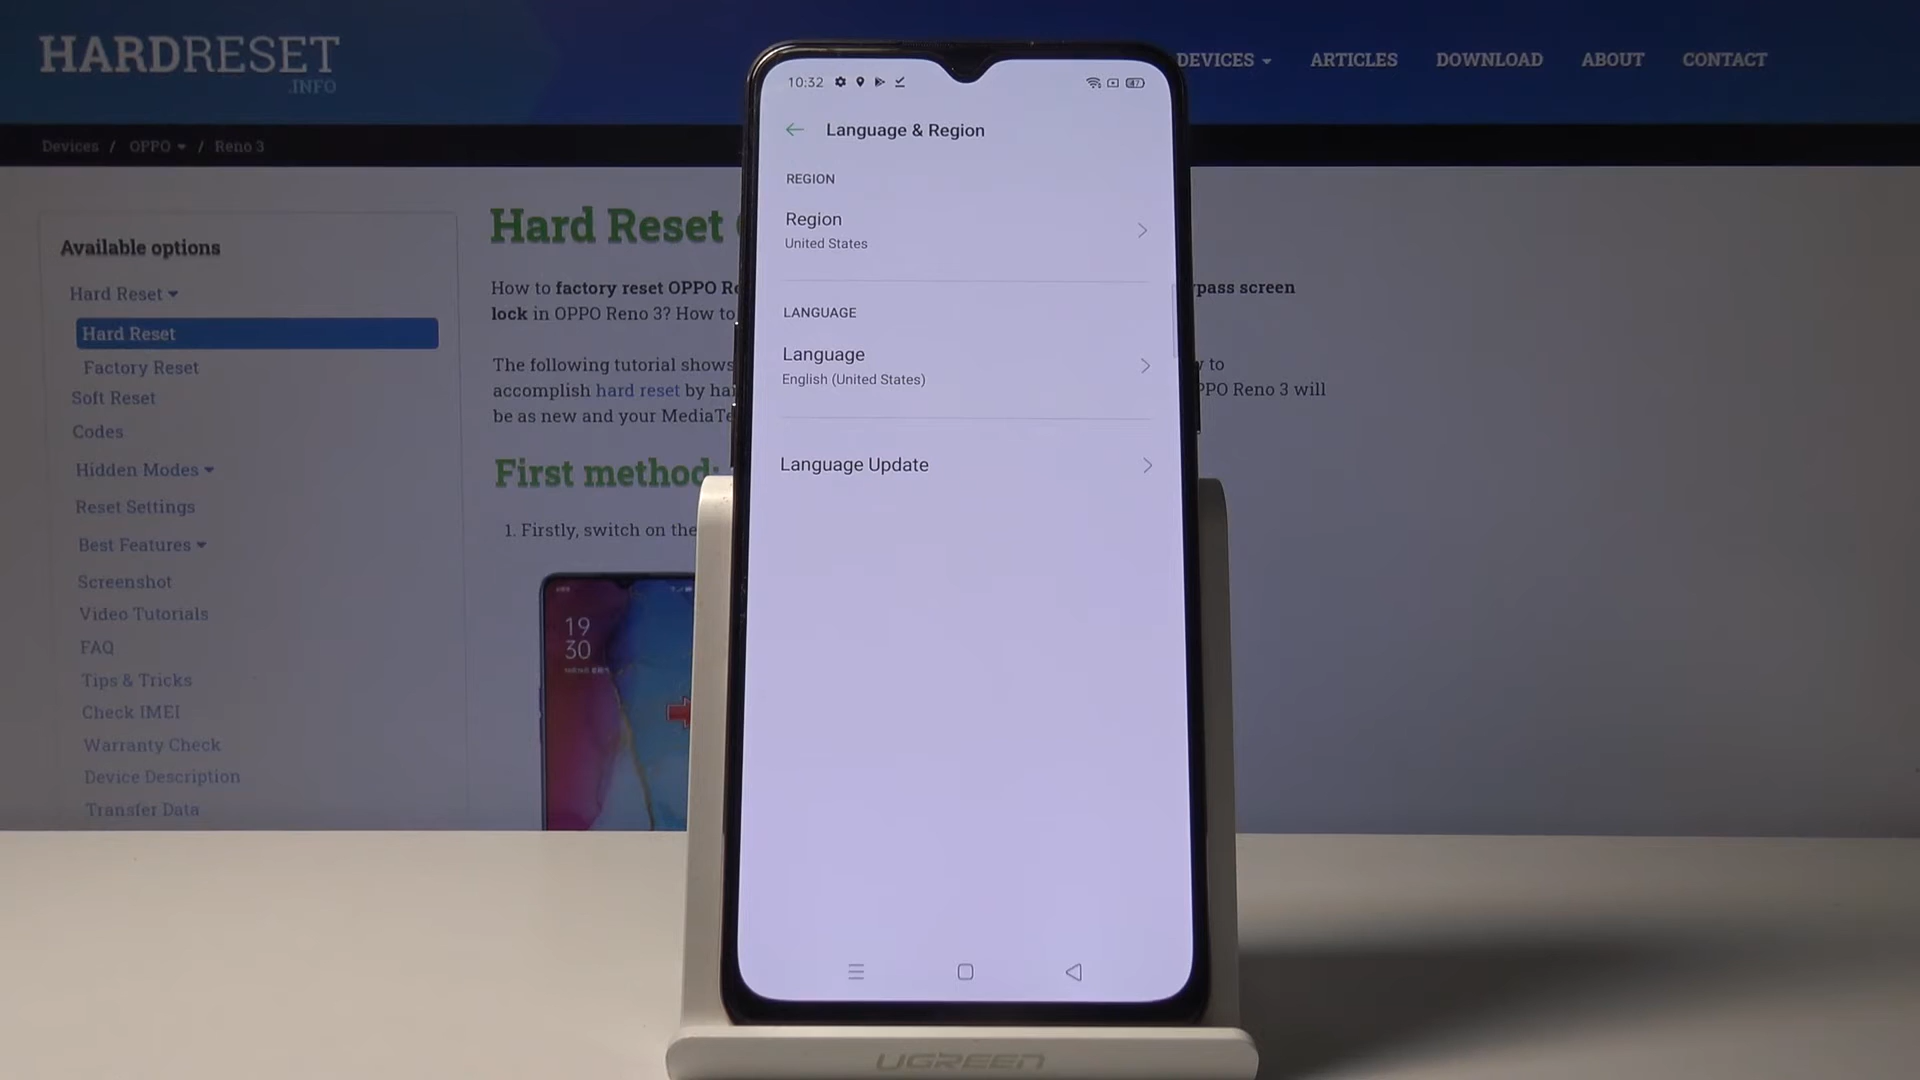 HARDRESET
.INFO
DEVICES
ARTICLES
DOWNLOAD
ABOUT
CONTACT
Devices / OPPO / Reno 3
Available options
Hard Reset
Hard Reset
Factory Reset
Soft Reset
Codes
Hidden Modes
Reset Settings
Best Features
Screenshot
Video Tutorials
FAQ
Tips & Tricks
Check IMEI
Warranty Check
Device Description
Transfer Data
Hard Reset
How to factory reset OPPO
pass screen
lock in OPPO Reno 3? How to
The following tutorial shows
to
accomplish hard reset by
OPPO Reno 3 will
be as new and your
First method:
1. Firstly, switch on the
19
30
10:32
47
Language & Region
REGION
Region
United States
LANGUAGE
Language
English (United States)
Language Update
UGREEN